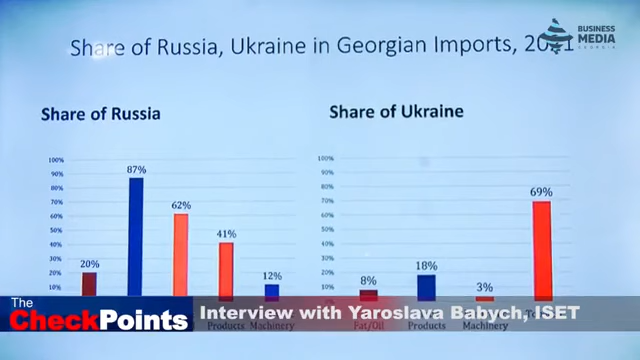 BUSINESS
MEDIA
GEORGIA
Share of Russia, Ukraine in Georgian Imports,
Share of Russia
Share of Ukraine
100%
90%
80%
70%
60%
50%
40%
30%
20%
10%
20%
87%
62%
41%
12%
100%
90%
80%
70%
60%
50%
40%
30%
20%
10%
8%
18%
3%
69%
Products
Machinery
Fat/Oil
Products
Machinery
The
CheckPoints
Interview with Yaroslava Babych, ISET